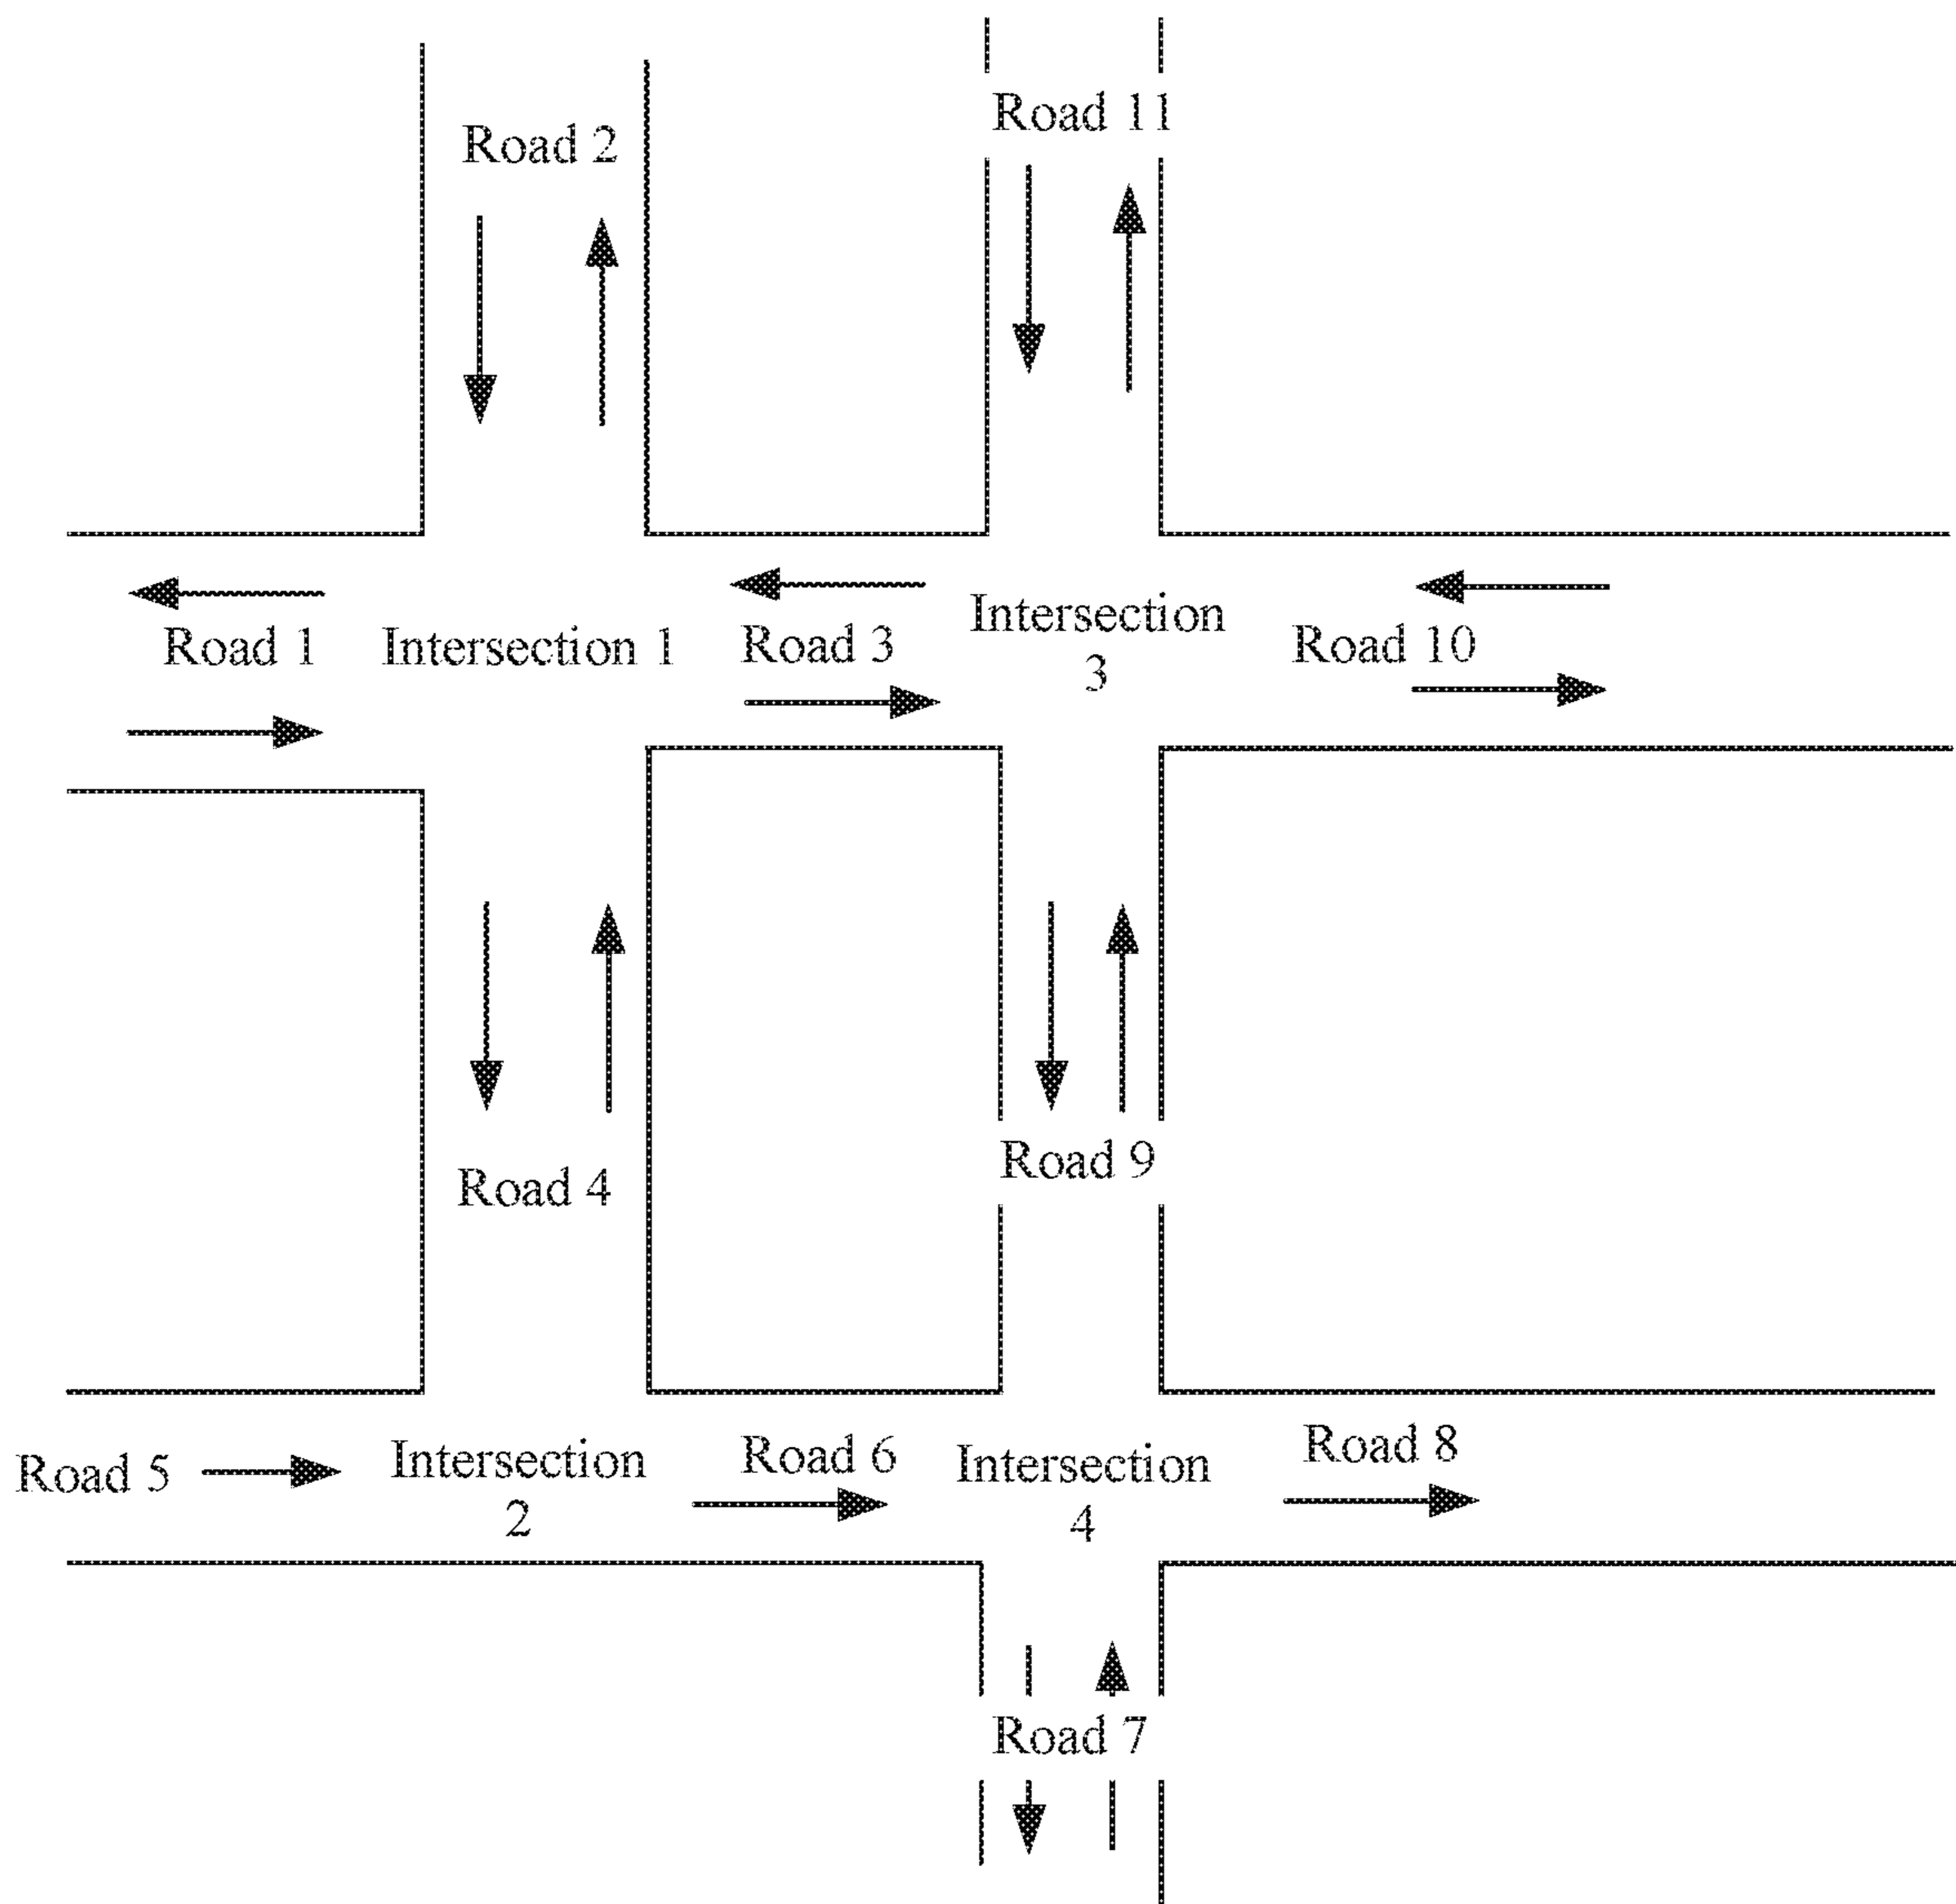 Road 11
Road 2
Intersection
3
Road 1
Intersection 1
Road 3
Road 10
Road 9
Road 4
Road 5
Intersection
2
Road 6
Intersection
4
Road 8
Road 7